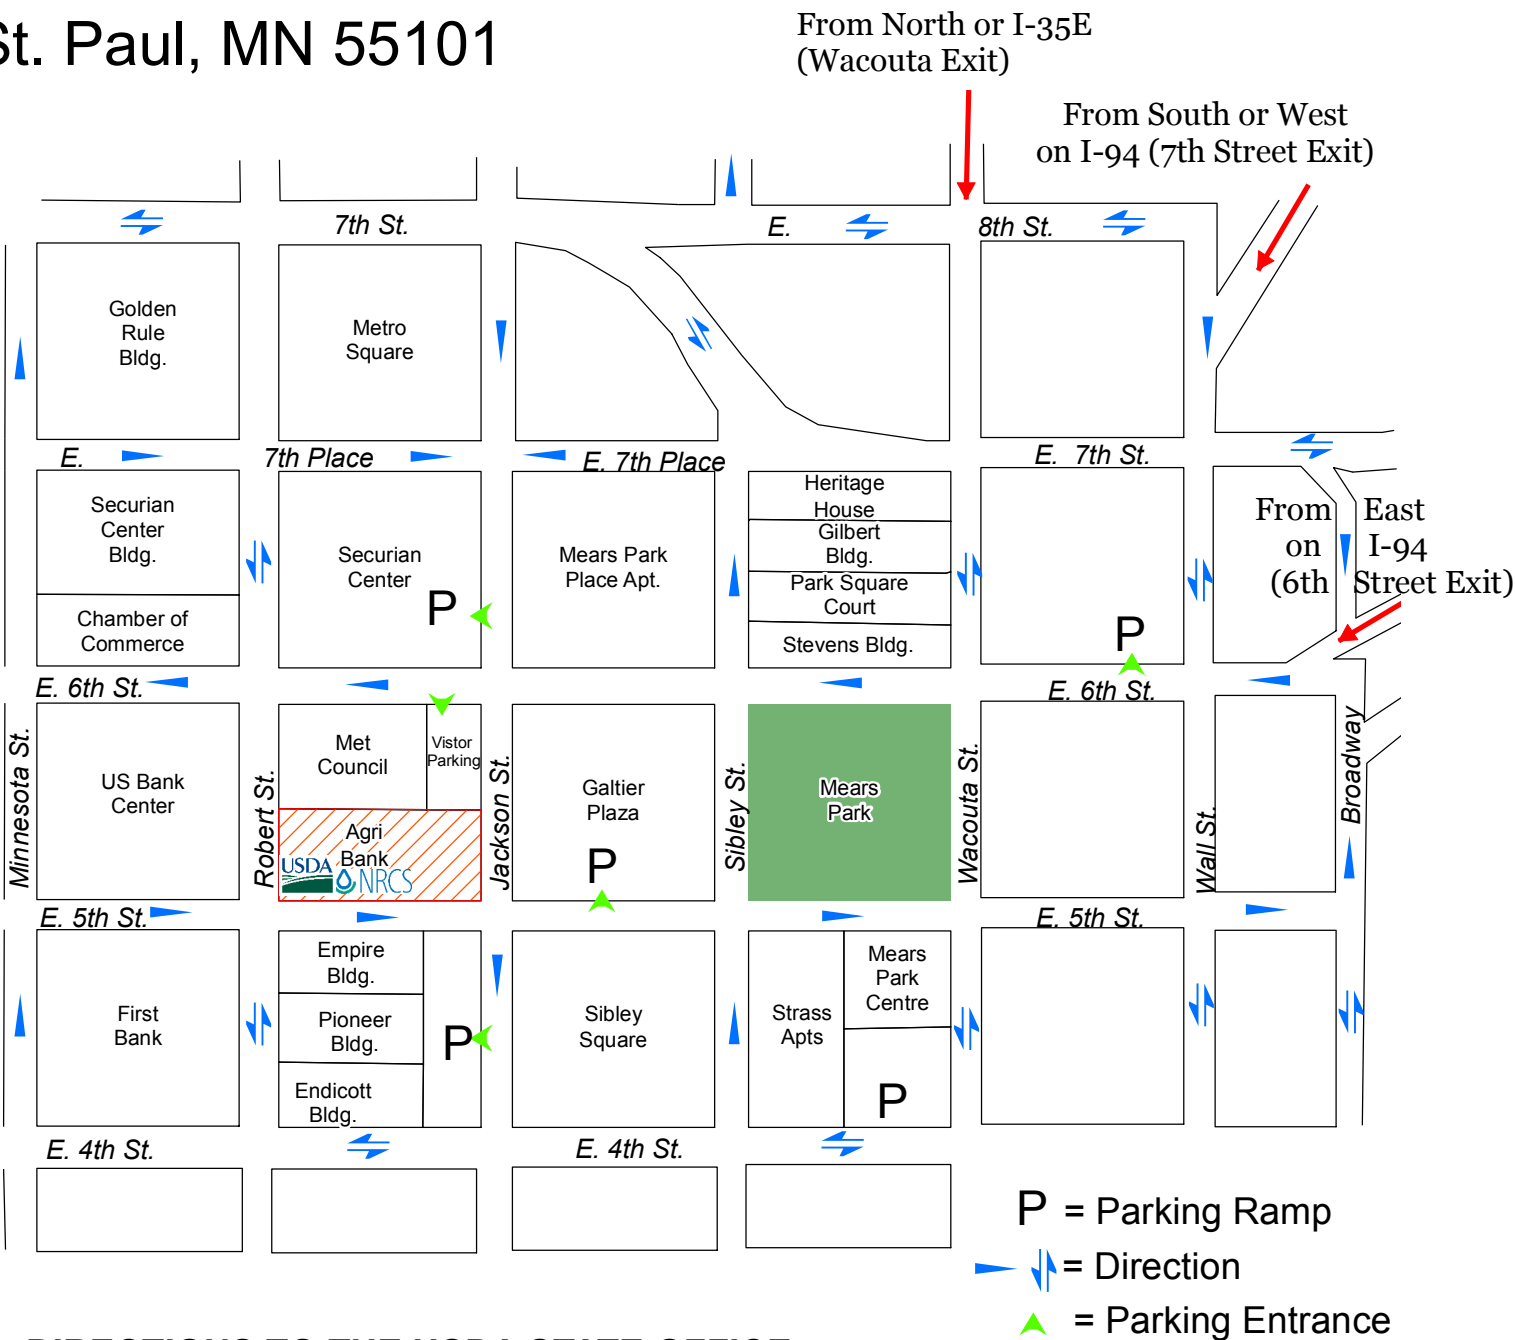 St. Paul, MN 55101
From North or I-35E
(Wacouta Exit)
From South or West
on I-94 (7th Street Exit)
7th St.
E.
8th St.
Golden
Rule
Bldg.
Metro
Square
E.
7th Place
E. 7th Place
E. 7th St.
Securian
Center
Bldg.
Chamber of
Commerce
Securian
Center
P
Mears Park
Place Apt.
Heritage
House
Gilbert
Bldg.
Park Square
Court
Stevens Bldg.
P
From East
on I-94
(6th Street Exit)
E. 6th St.
E. 6th St.
Minnesota St.
US Bank
Center
Robert St.
Met
Council
Vistor
Parking
Agri
Bank
USDA
NRCS
Jackson St.
Galtier
Plaza
P
Sibley St.
Mears
Park
Wacouta St.
Wall St.
Broadway
E. 5th St.
E. 5th St.
First
Bank
Empire
Bldg.
Pioneer
Bldg.
Endicott
Bldg.
P
Sibley
Square
Strass
Apts
Mears
Park
Centre
P
E. 4th St.
E. 4th St.
P = Parking Ramp
= Direction
= Parking Entrance
DIRECTIONS TO THE USDA STATE OFFICE